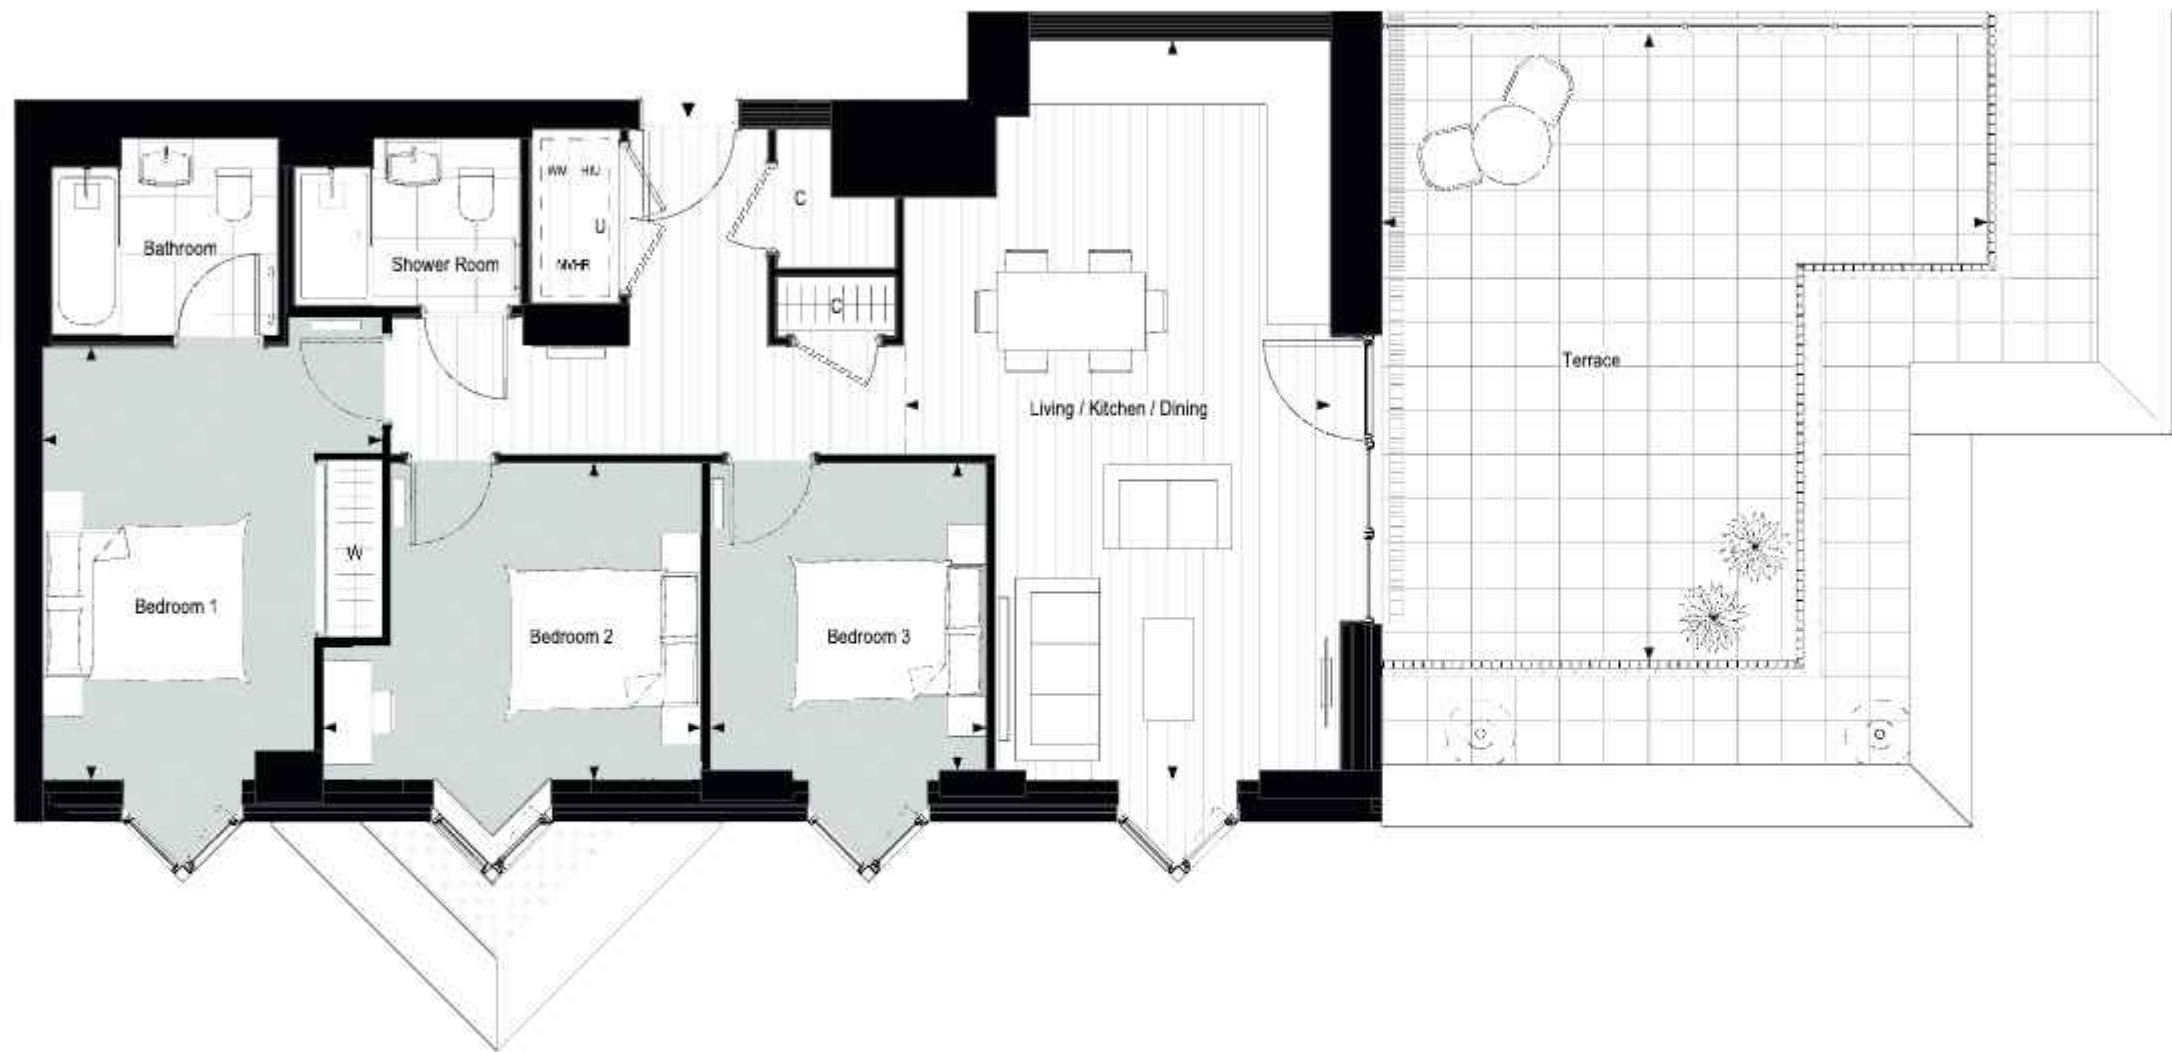 Bathroom
Shower Room
WM HIU
U
MVHR
C
C
Terrace
Living / Kitchen / Dining
W
Bedroom 1
Bedroom 2
Bedroom 3